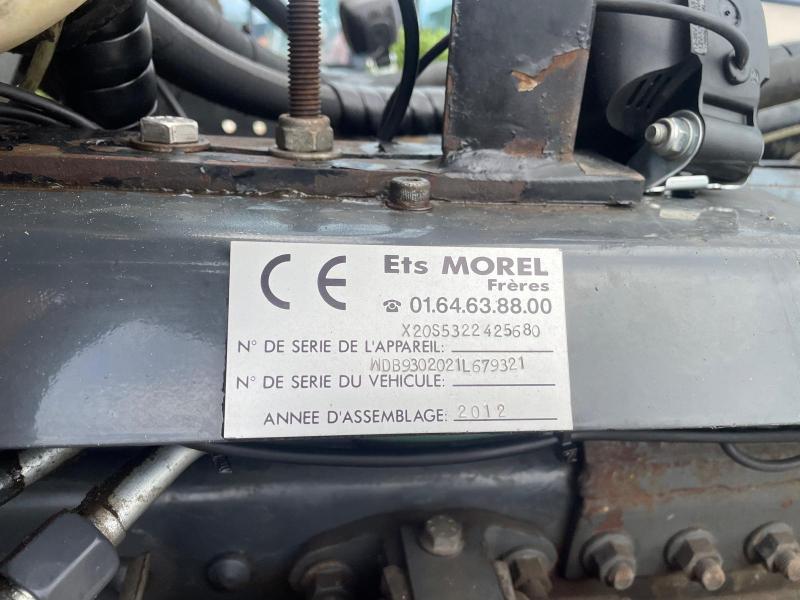 CE Ets MOREL
Frères
☎ 01.64.63.88.00
X20S5322425680
N° DE SERIE DE L'APPAREIL:
WDB9302021L679321
N° DE SERIE DU VEHICULE:
ANNEE D'ASSEMBLAGE: 2012